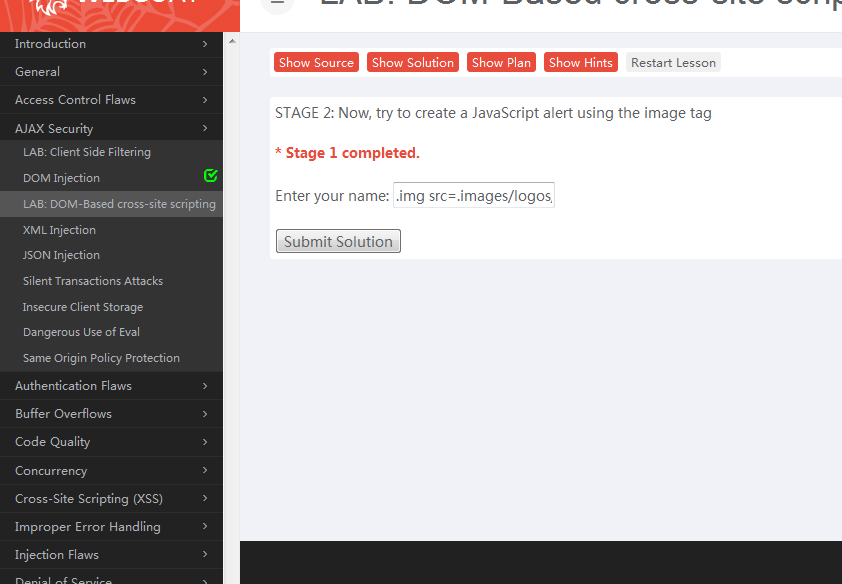 Introduction
General
Access Control Flaws
AJAX Security
LAB: Client Side Filtering
DOM Injection
LAB: DOM-Based cross-site scripting
XML Injection
JSON Injection
Silent Transactions Attacks
Insecure Client Storage
Dangerous Use of Eval
Same Origin Policy Protection
Authentication Flaws
Buffer Overflows
Code Quality
Concurrency
Cross-Site Scripting (XSS)
Improper Error Handling
Injection Flaws
Denial of Service
LAB: DOM-Based cross-site scrip
Show Source Show Solution Show Plan Show Hints Restart Lesson
STAGE 2: Now, try to create a JavaScript alert using the image tag
* Stage 1 completed.
Enter your name: .img src=.images/logos
Submit Solution